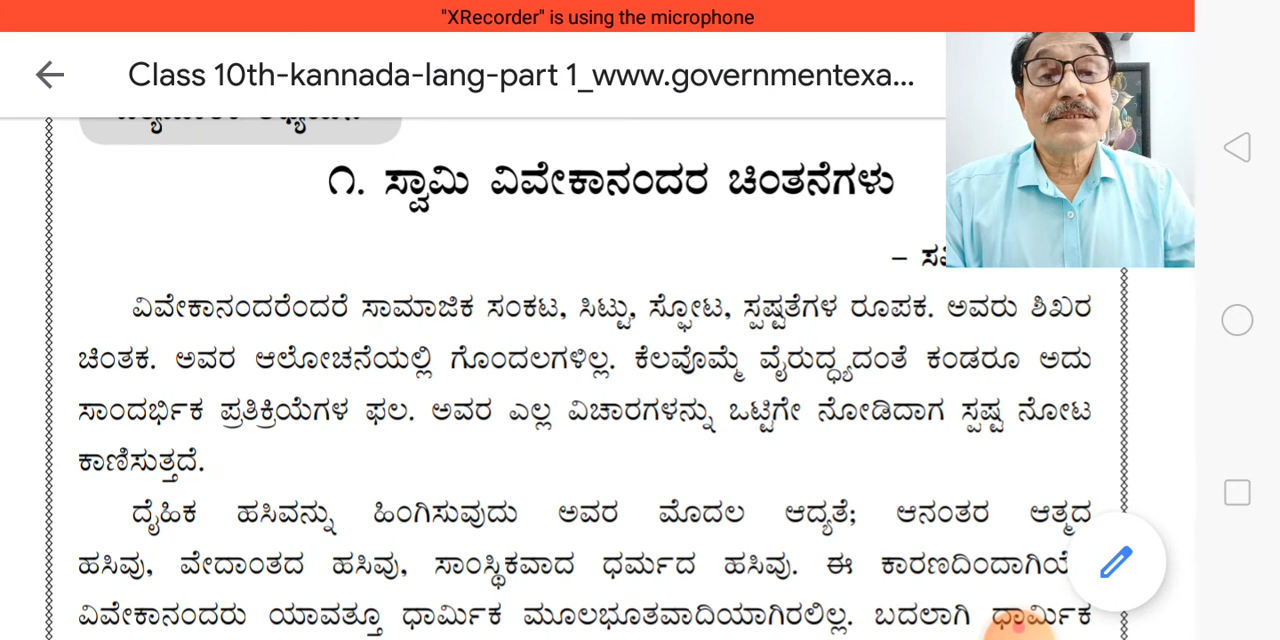 "XRecorder" is using the microphone
Class 10th-kannada-lang-part 1_www.governmentexa...
೧. ಸ್ವಾಮಿ ವಿವೇಕಾನಂದರ ಚಿಂತನೆಗಳು
–
ವಿವೇಕಾನಂದರೆಂದರೆ ಸಾಮಾಜಿಕ ಸಂಕಟ, ಸಿಟ್ಟು, ಸ್ಫೋಟ, ಸ್ಪಷ್ಟತೆಗಳ ರೂಪಕ. ಅವರು ಶಿಖರ
ಚಿಂತಕ. ಅವರ ಆಲೋಚನೆಯಲ್ಲಿ ಗೊಂದಲಗಳಿಲ್ಲ. ಕೆಲವೊಮ್ಮೆ ವೈರುದ್ಧ್ಯದಂತೆ ಕಂಡರೂ ಅದು
ಸಾಂದರ್ಭಿಕ ಪ್ರತಿಕ್ರಿಯೆಗಳ ಫಲ. ಅವರ ಎಲ್ಲ ವಿಚಾರಗಳನ್ನು ಒಟ್ಟಿಗೇ ನೋಡಿದಾಗ ಸ್ಪಷ್ಟ ನೋಟ
ಕಾಣಿಸುತ್ತದೆ.
ದೈಹಿಕ ಹಸಿವನ್ನು ಹಿಂಗಿಸುವುದು ಅವರ ಮೊದಲ ಆದ್ಯತೆ; ಆನಂತರ ಆತ್ಮದ
ಹಸಿವು, ವೇದಾಂತದ ಹಸಿವು, ಸಾಂಸ್ಥಿಕವಾದ ಧರ್ಮದ ಹಸಿವು. ಈ ಕಾರಣದಿಂದಾಗಿಯೆ
ವಿವೇಕಾನಂದರು ಯಾವತ್ತೂ ಧಾರ್ಮಿಕ ಮೂಲಭೂತವಾದಿಯಾಗಿರಲಿಲ್ಲ. ಬದಲಾಗಿ ಧಾರ್ಮಿಕ